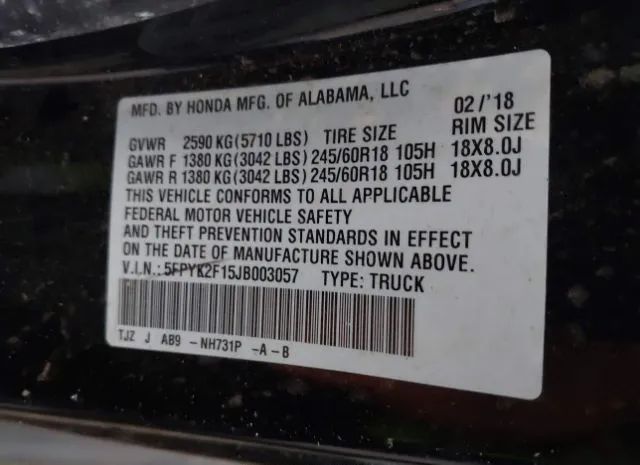 MFD. BY HONDA MFG. OF ALABAMA, LLC 02/'18
GVWR 2590 KG(5710 LBS) TIRE SIZE RIM SIZE
GAWR F 1380 KG(3042 LBS) 245/60R18 105H 18X8.0J
GAWR R 1380 KG(3042 LBS) 245/60R18 105H 18X8.0J
THIS VEHICLE CONFORMS TO ALL APPLICABLE
FEDERAL MOTOR VEHICLE SAFETY
AND THEFT PREVENTION STANDARDS IN EFFECT
ON THE DATE OF MANUFACTURE SHOWN ABOVE.
V.I.N.: 5FPYK2F15JB003057 TYPE: TRUCK
TJZ J AB9 -NH731P -A-B